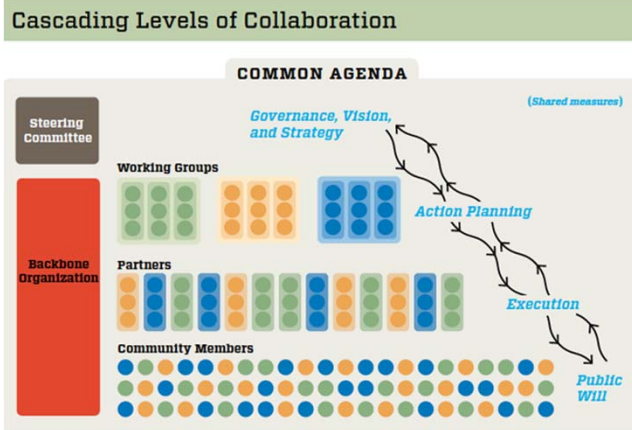 Cascading Levels of Collaboration
COMMON AGENDA
(Shared measures)
Steering
Committee
Governance, Vision,
and Strategy
Working Groups
Action Planning
Backbone
Organization
Partners
Execution
Community Members
Public
Will